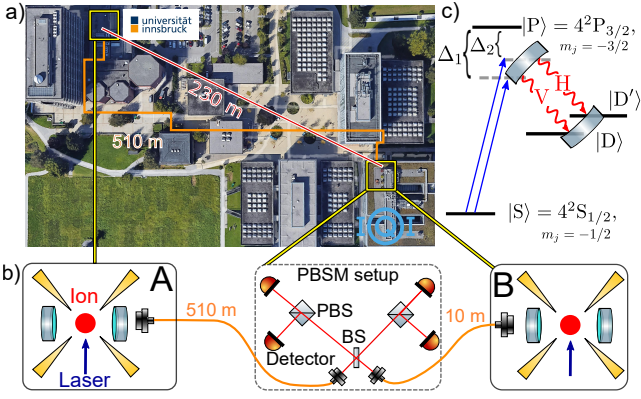 a)
universität
innsbruck
230 m
510 m
IQOI
c)
|P⟩ = 4²P₃/₂,
mⱼ = −3/2
Δ₁
Δ₂
V
H
|D′⟩
|D⟩
|S⟩ = 4²S₁/₂,
mⱼ = −1/2
b)
A
Ion
Laser
510 m
PBSM setup
PBS
BS
Detector
10 m
B